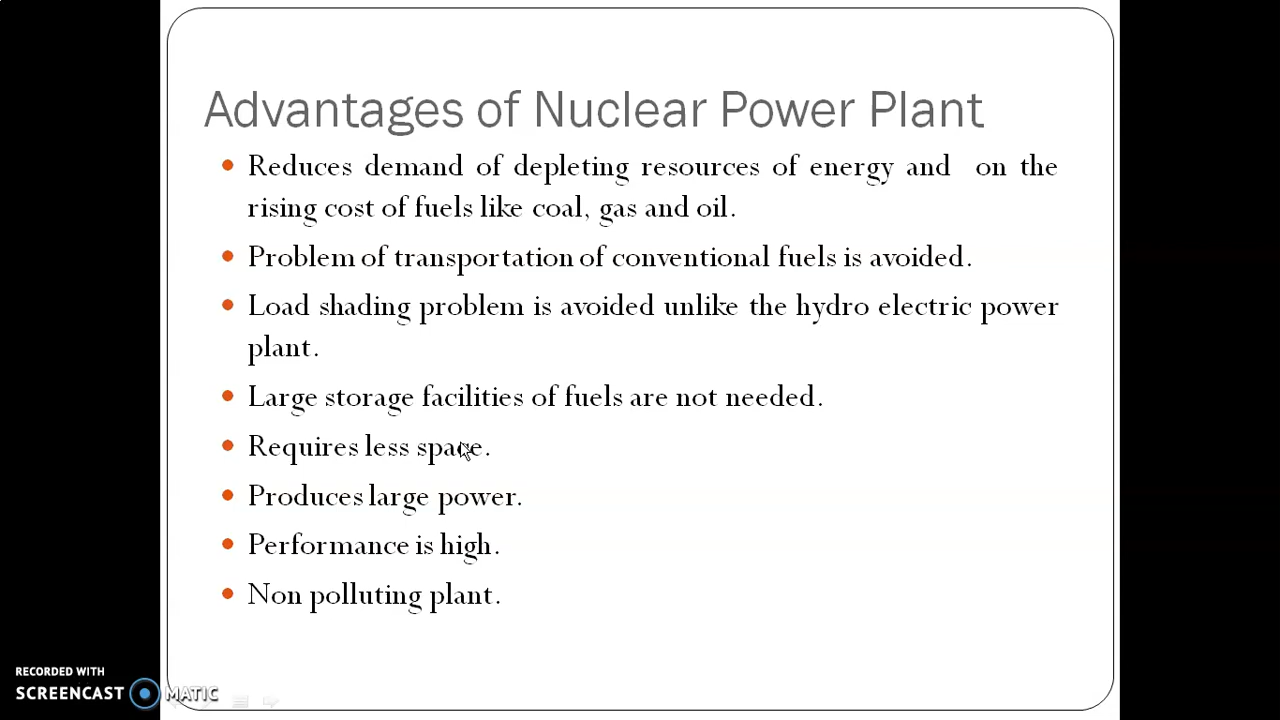 Advantages of Nuclear Power Plant
Reduces demand of depleting resources of energy and on the
rising cost of fuels like coal, gas and oil.
Problem of transportation of conventional fuels is avoided.
Load shading problem is avoided unlike the hydro electric power
plant.
Large storage facilities of fuels are not needed.
Requires less space.
Produces large power.
Performance is high.
Non polluting plant.
RECORDED WITH
SCREENCAST MATIC